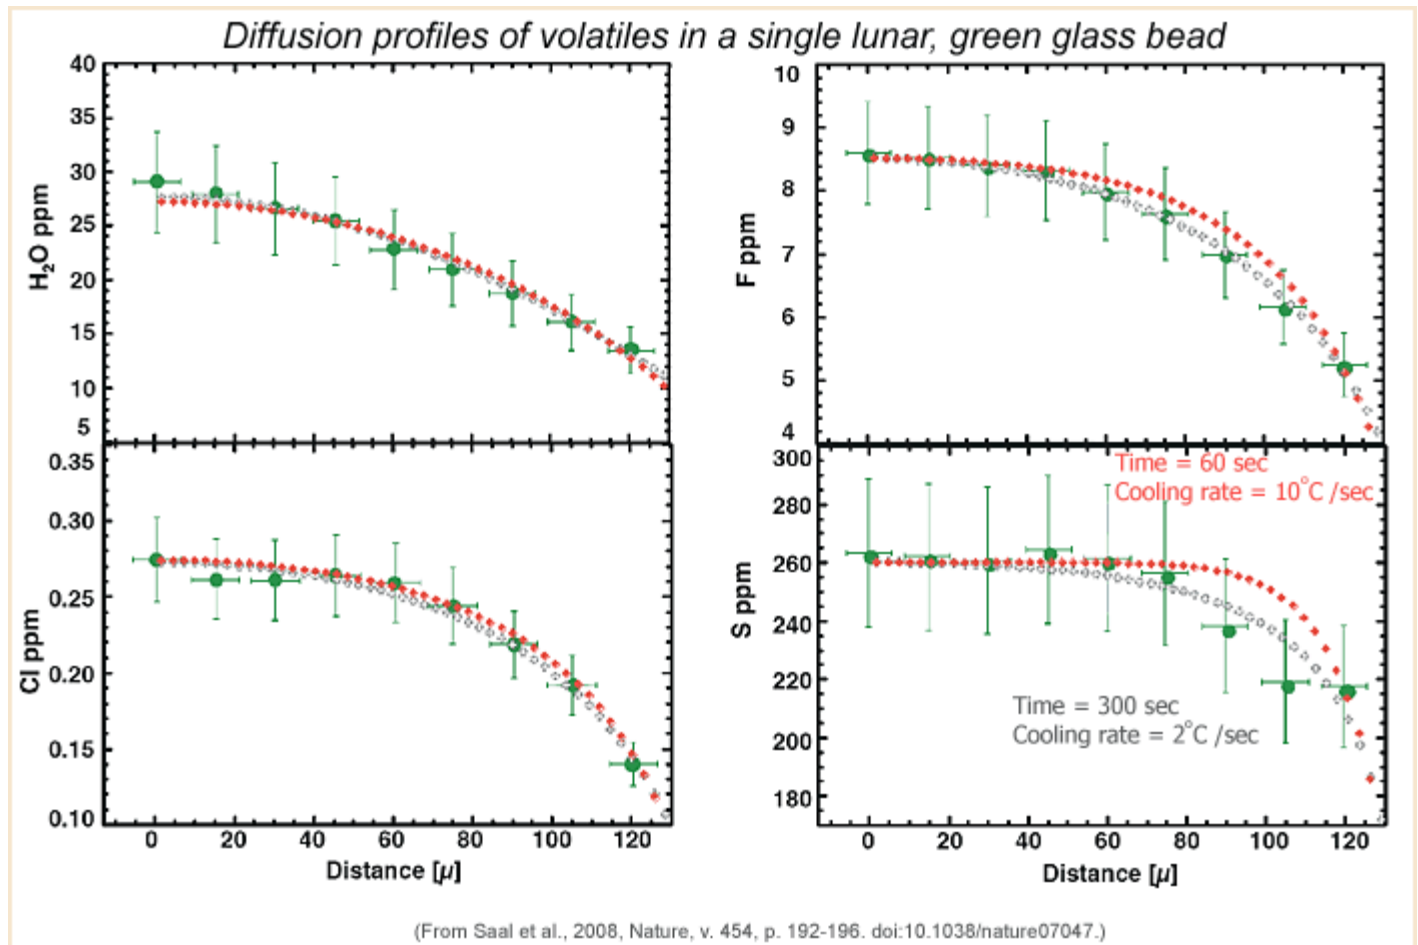 Diffusion profiles of volatiles in a single lunar, green glass bead
40
35
30
25
20
15
10
5
H₂O ppm
10
9
8
7
6
5
4
F ppm
0.35
0.30
0.25
0.20
0.15
0.10
Cl ppm
0 20 40 60 80 100 120
Distance [μ]
300
280
260
240
220
200
180
S ppm
Time = 60 sec
Cooling rate = 10°C /sec
Time = 300 sec
Cooling rate = 2°C /sec
0 20 40 60 80 100 120
Distance [μ]
(From Saal et al., 2008, Nature, v. 454, p. 192-196. doi:10.1038/nature07047.)